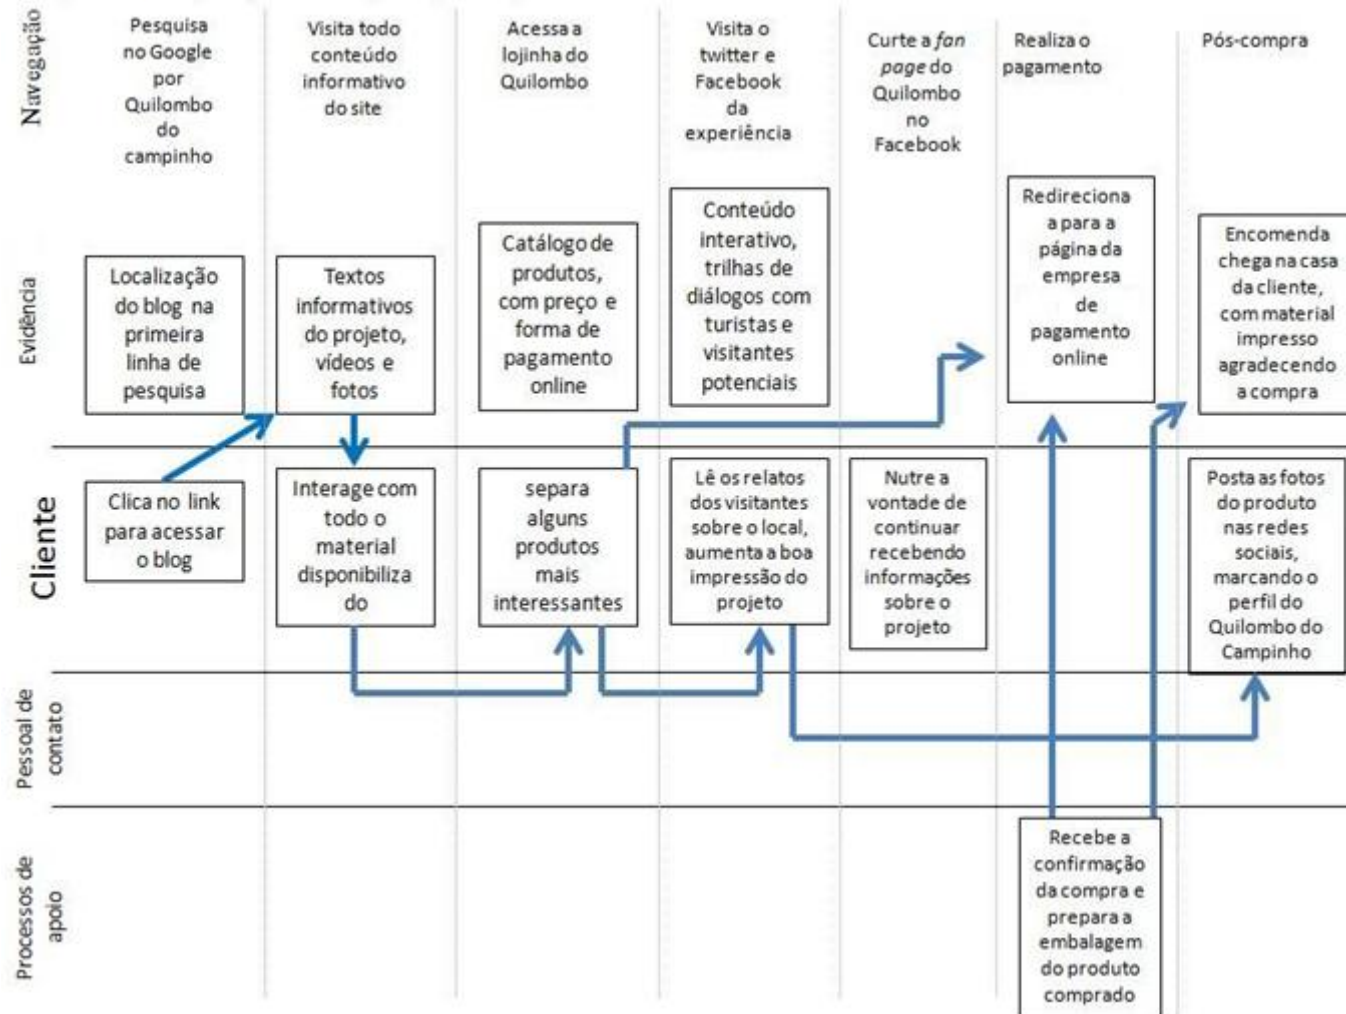 Navegação
Pesquisa
no Google
por
Quilombo
do
campinho
Visita todo
conteúdo
informativo
do site
Acessa a
lojinha do
Quilombo
Visita o
twitter e
Facebook
da
experiência
Curte a fan
page do
Quilombo
no
Facebook
Realiza o
pagamento
Pós-compra
Evidência
Localização
do blog na
primeira
linha de
pesquisa
Textos
informativos
do projeto,
vídeos e
fotos
Catálogo de
produtos,
com preço e
forma de
pagamento
online
Conteúdo
interativo,
trilhas de
diálogos com
turistas e
visitantes
potenciais
Redireciona
a para a
página da
empresa
de
pagamento
online
Encomenda
chega na casa
da cliente,
com material
impresso
agradecendo
a compra
Cliente
Clica no link
para acessar
o blog
Interage com
todo o
material
disponibiliza
do
separa
alguns
produtos
mais
interessantes
Lê os relatos
dos visitantes
sobre o local,
aumenta a boa
impressão do
projeto
Nutre a
vontade de
continuar
recebendo
informações
sobre o
projeto
Posta as fotos
do produto
nas redes
sociais,
marcando o
perfil do
Quilombo do
Campinho
Pessoal de
contato
Processos de
apoio
Recebe a
confirmação
da compra e
prepara a
embalagem
do produto
comprado